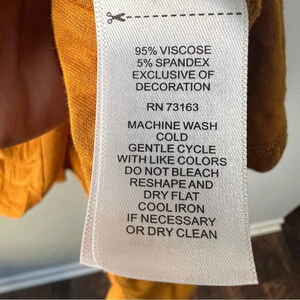 95% VISCOSE
5% SPANDEX
EXCLUSIVE OF
DECORATION
RN 73163
MACHINE WASH
COLD
GENTLE CYCLE
WITH LIKE COLORS
DO NOT BLEACH
RESHAPE AND
DRY FLAT
COOL IRON
IF NECESSARY
OR DRY CLEAN